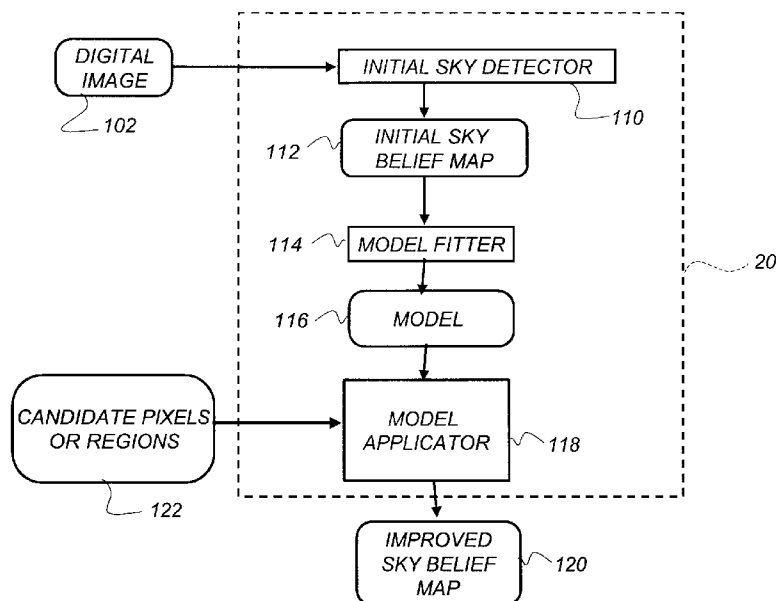 DIGITAL
IMAGE
102
INITIAL SKY DETECTOR
110
112
INITIAL SKY
BELIEF MAP
114
MODEL FITTER
20
116
MODEL
CANDIDATE PIXELS
OR REGIONS
122
MODEL
APPLICATOR
118
IMPROVED
SKY BELIEF
MAP
120